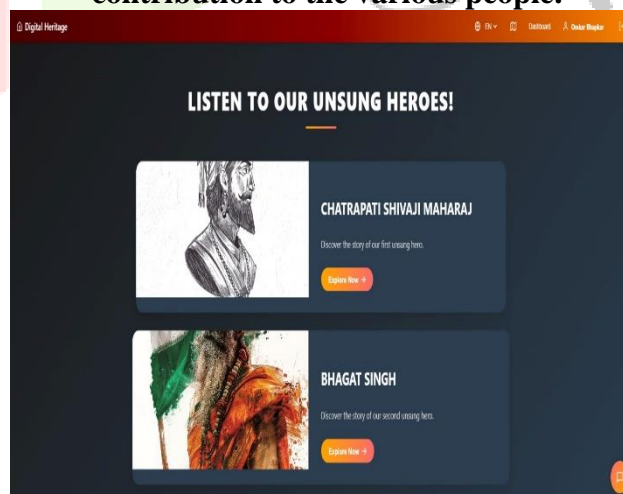 contribution to the various people.
Digital Heritage
EN
Dashboard
Omkar Bhapkar
LISTEN TO OUR UNSUNG HEROES!
CHATRAPATI SHIVAJI MAHARAJ
Discover the story of our first unsung hero.
Explore Now →
BHAGAT SINGH
Discover the story of our second unsung hero.
Explore Now →